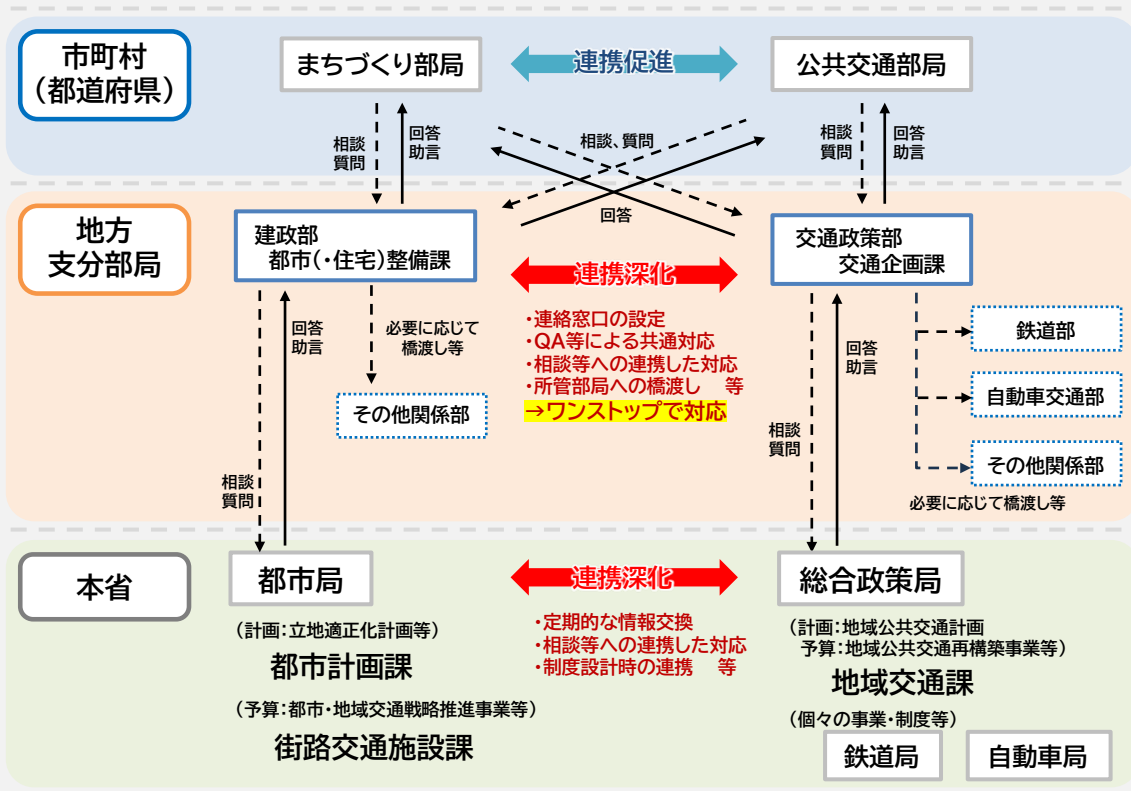 市町村
（都道府県）
まちづくり部局
連携促進
公共交通部局
相談
質問
回答
助言
相談、質問
回答
相談
質問
回答
助言
地方
支分部局
建政部
都市（・住宅）整備課
連携深化
交通政策部
交通企画課
・連絡窓口の設定
・QA等による共通対応
・相談等への連携した対応
・所管部局への橋渡し　等
→ワンストップで対応
回答
助言
必要に応じて
橋渡し等
その他関係部
相談
質問
回答
助言
相談
質問
鉄道部
自動車交通部
その他関係部
必要に応じて橋渡し等
本省
都市局
連携深化
総合政策局
（計画：立地適正化計画等）
都市計画課
（予算：都市・地域交通戦略推進事業等）
街路交通施設課
・定期的な情報交換
・相談等への連携した対応
・制度設計時の連携　等
（計画：地域公共交通計画
予算：地域公共交通再構築事業等）
地域交通課
（個々の事業・制度等）
鉄道局
自動車局